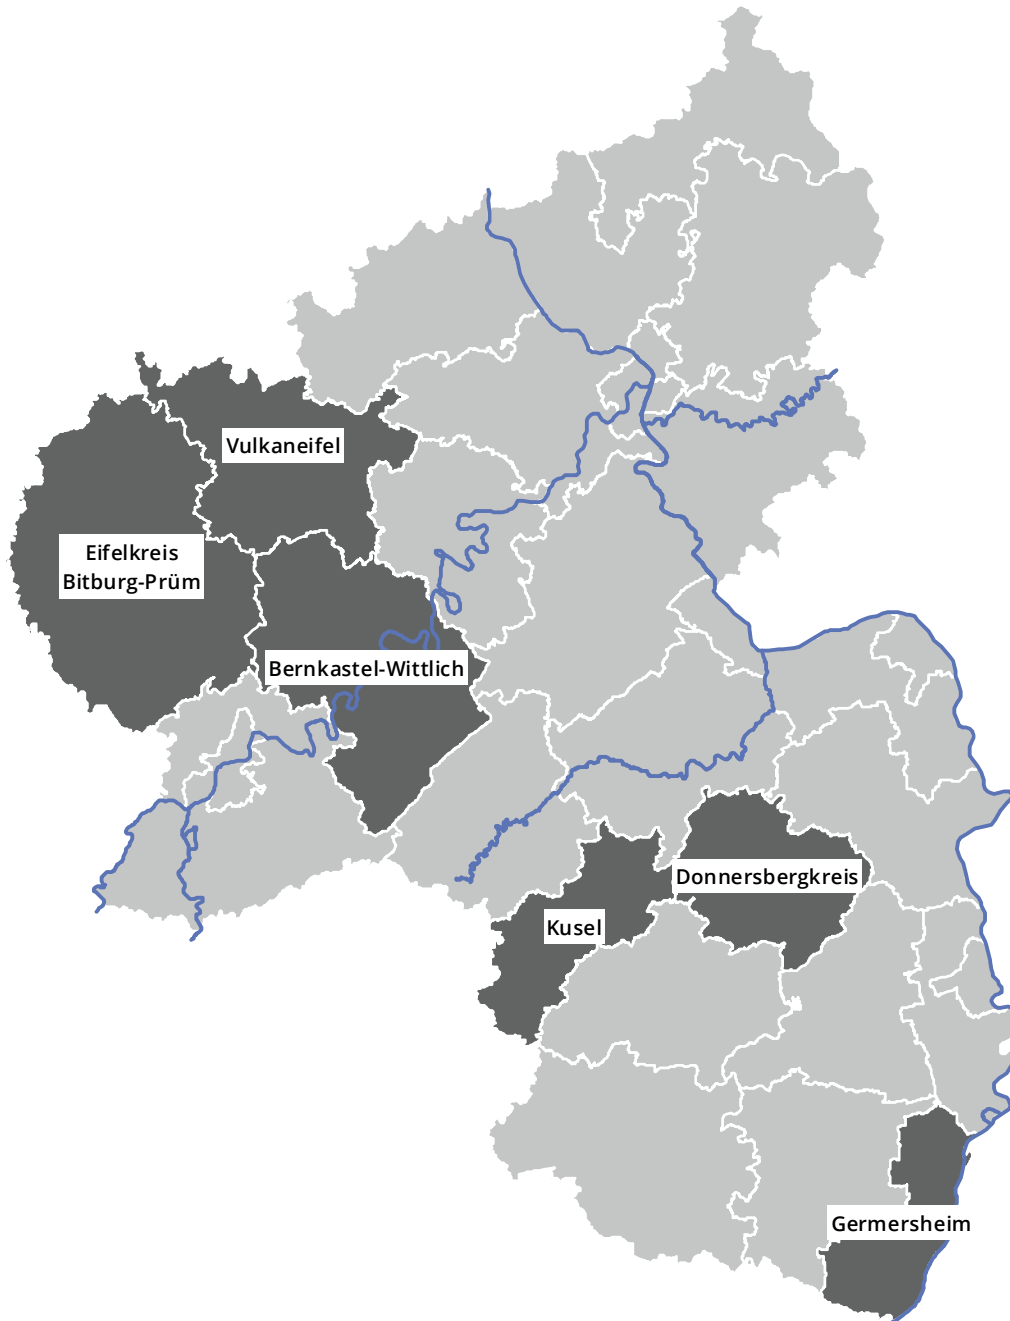 Vulkaneifel
Eifelkreis
Bitburg-Prüm
Bernkastel-Wittlich
Donnersbergkreis
Kusel
Germersheim